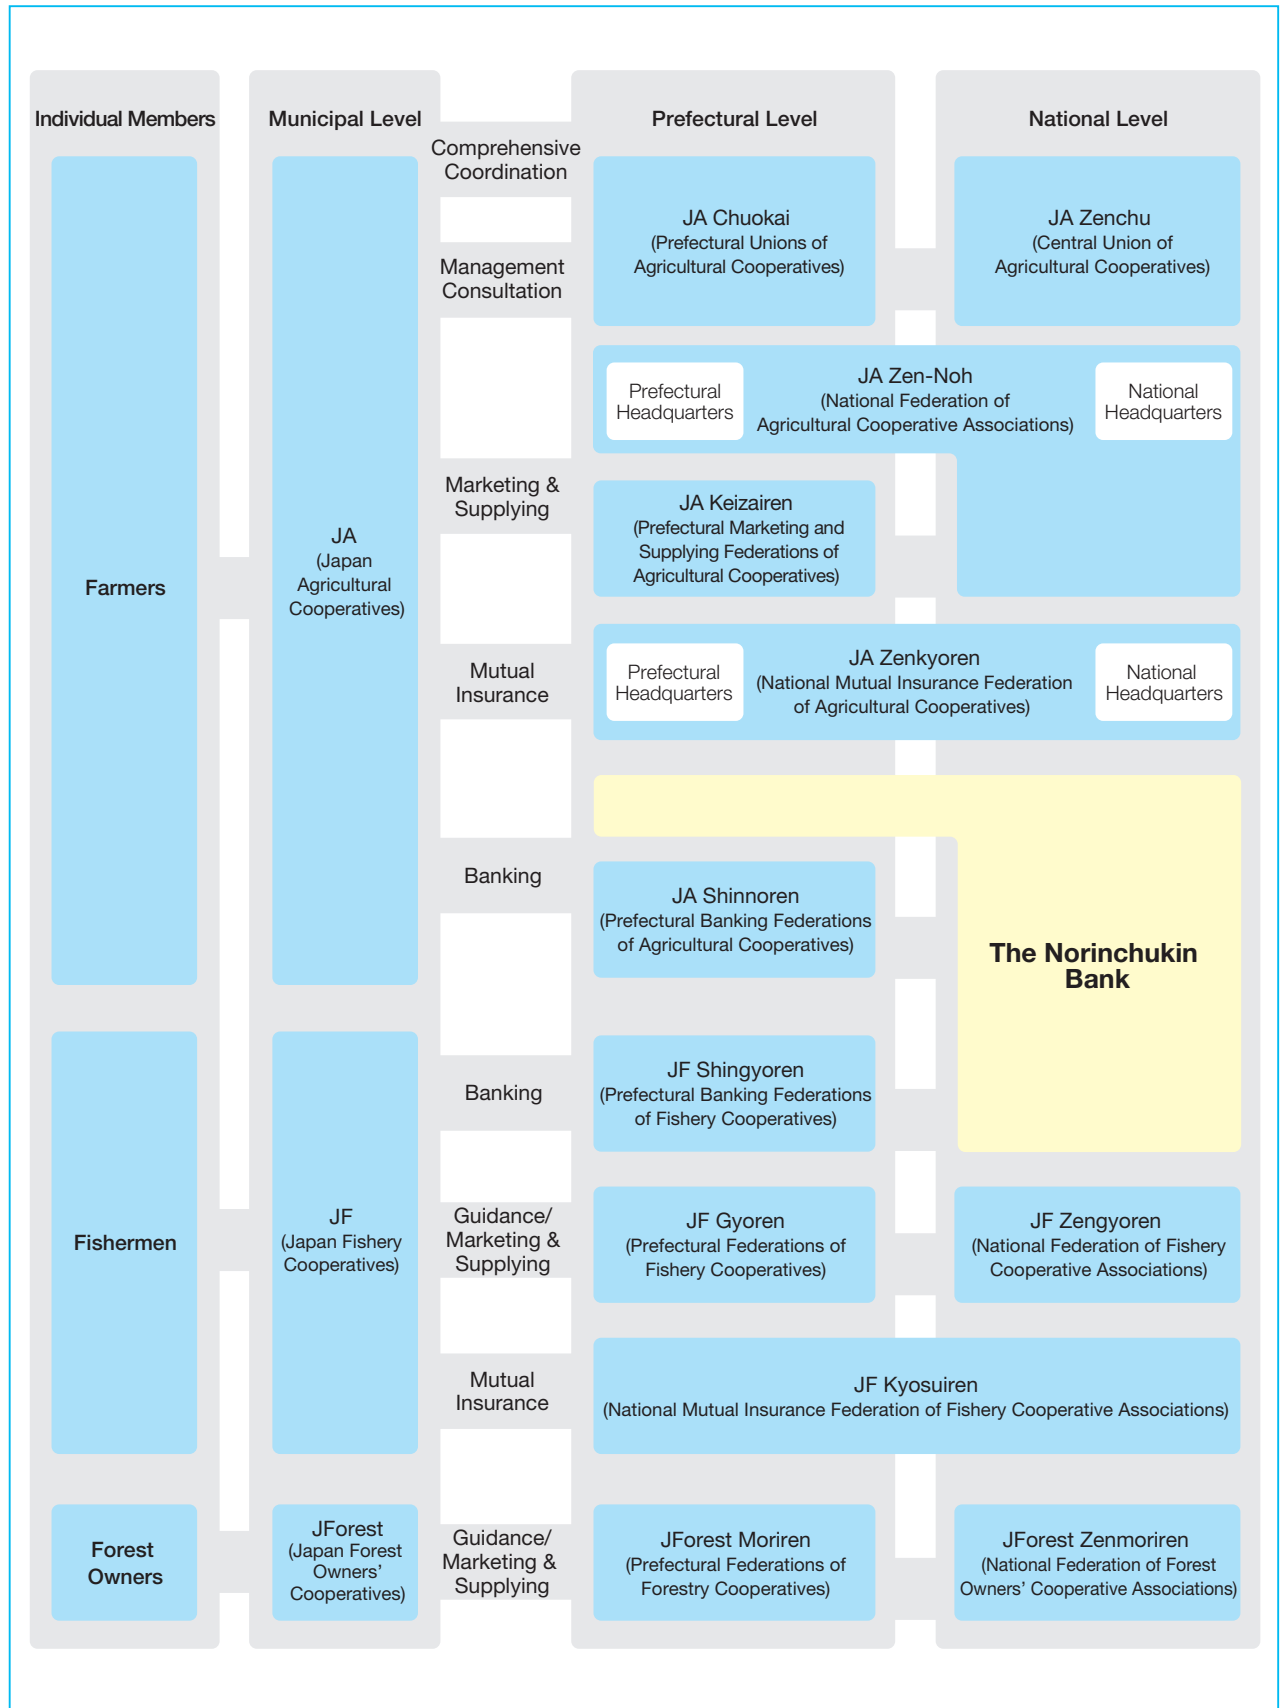 Individual Members
Municipal Level
Prefectural Level
National Level
Comprehensive
Coordination
Management
Consultation
JA Chuokai
(Prefectural Unions of
Agricultural Cooperatives)
JA Zenchu
(Central Union of
Agricultural Cooperatives)
Prefectural
Headquarters
JA Zen-Noh
(National Federation of
Agricultural Cooperative Associations)
National
Headquarters
Farmers
JA
(Japan
Agricultural
Cooperatives)
Marketing &
Supplying
JA Keizairen
(Prefectural Marketing and
Supplying Federations of
Agricultural Cooperatives)
Mutual
Insurance
Prefectural
Headquarters
JA Zenkyoren
(National Mutual Insurance Federation
of Agricultural Cooperatives)
National
Headquarters
Banking
JA Shinnoren
(Prefectural Banking Federations
of Agricultural Cooperatives)
The Norinchukin
Bank
Banking
JF Shingyoren
(Prefectural Banking Federations
of Fishery Cooperatives)
Fishermen
JF
(Japan Fishery
Cooperatives)
Guidance/
Marketing &
Supplying
JF Gyoren
(Prefectural Federations of
Fishery Cooperatives)
JF Zengyoren
(National Federation of Fishery
Cooperative Associations)
Mutual
Insurance
JF Kyosuiren
(National Mutual Insurance Federation of Fishery Cooperative Associations)
Forest
Owners
JForest
(Japan Forest
Owners’
Cooperatives)
Guidance/
Marketing &
Supplying
JForest Moriren
(Prefectural Federations of
Forestry Cooperatives)
JForest Zenmoriren
(National Federation of Forest
Owners’ Cooperative Associations)